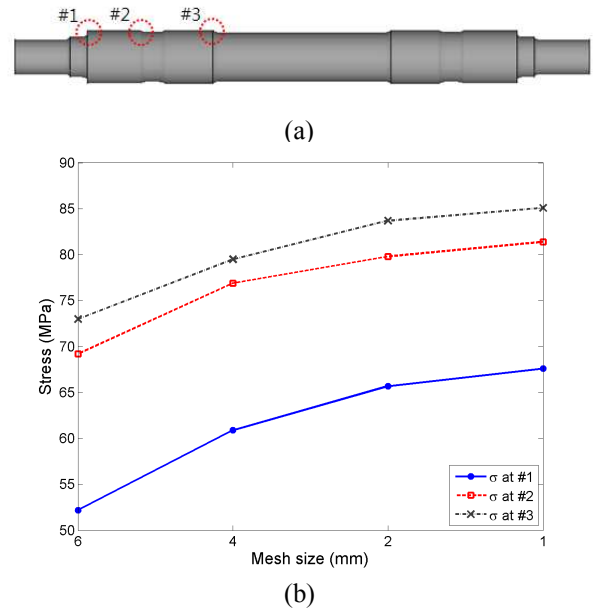 #1 #2 #3
(a)
90
85
80
75
70
65
60
55
50
Stress (MPa)
6 4 2 1
Mesh size (mm)
σ at #1
σ at #2
σ at #3
(b)